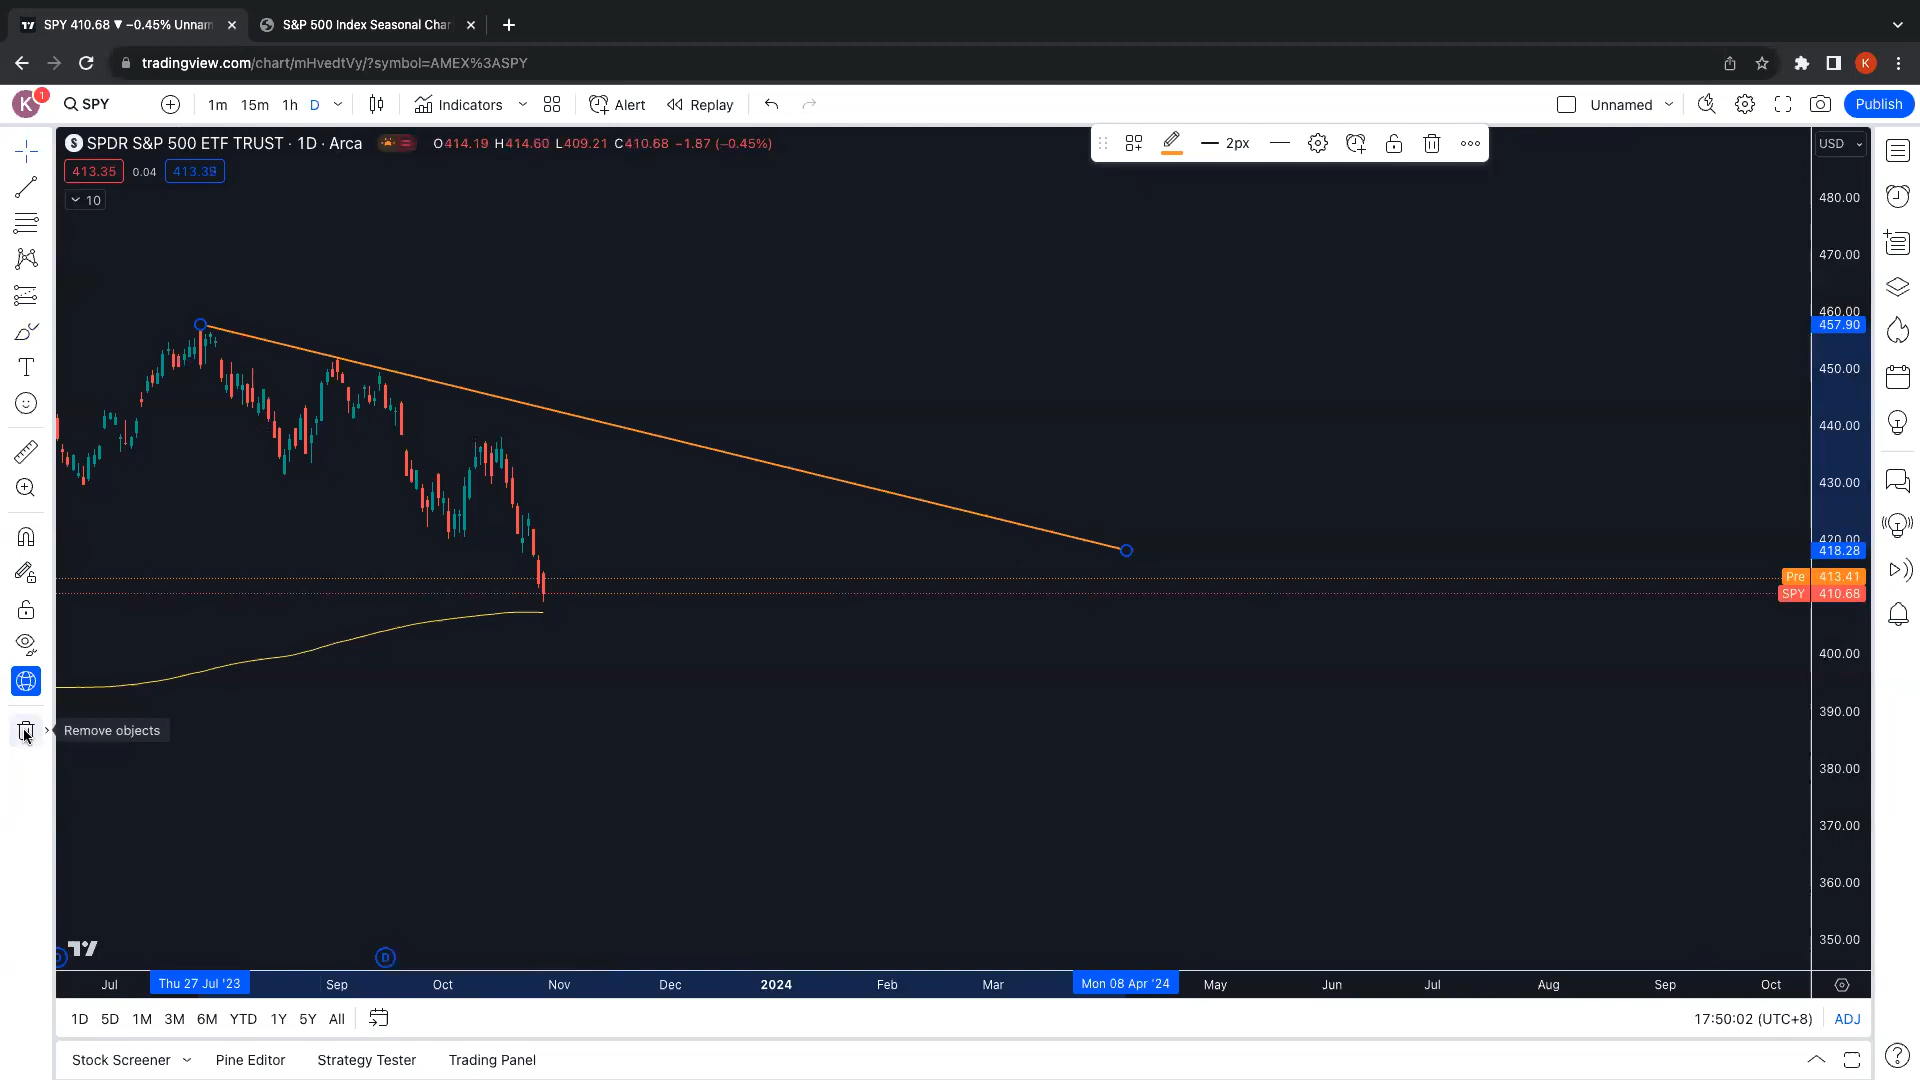 SPY 410.68 ▼ −0.45% Unnam
S&P 500 Index Seasonal Char
tradingview.com/chart/mHvedtVy/?symbol=AMEX%3ASPY
K
K 1 SPY 1m 15m 1h D Indicators Alert Replay Unnamed Publish
SPDR S&P 500 ETF TRUST · 1D · Arca O414.19 H414.60 L409.21 C410.68 −1.87 (−0.45%)
2px
USD
413.35 0.04
10
480.00
470.00
460.00
457.90
450.00
440.00
430.00
420.00
418.28
Pre 413.41
SPY 410.68
400.00
390.00
Remove objects
380.00
370.00
360.00
350.00
D D
Jul Thu 27 Jul '23 Sep Oct Nov Dec 2024 Feb Mar Mon 08 Apr '24 May Jun Jul Aug Sep Oct
1D 5D 1M 3M 6M YTD 1Y 5Y All 17:50:02 (UTC+8) ADJ
Stock Screener Pine Editor Strategy Tester Trading Panel